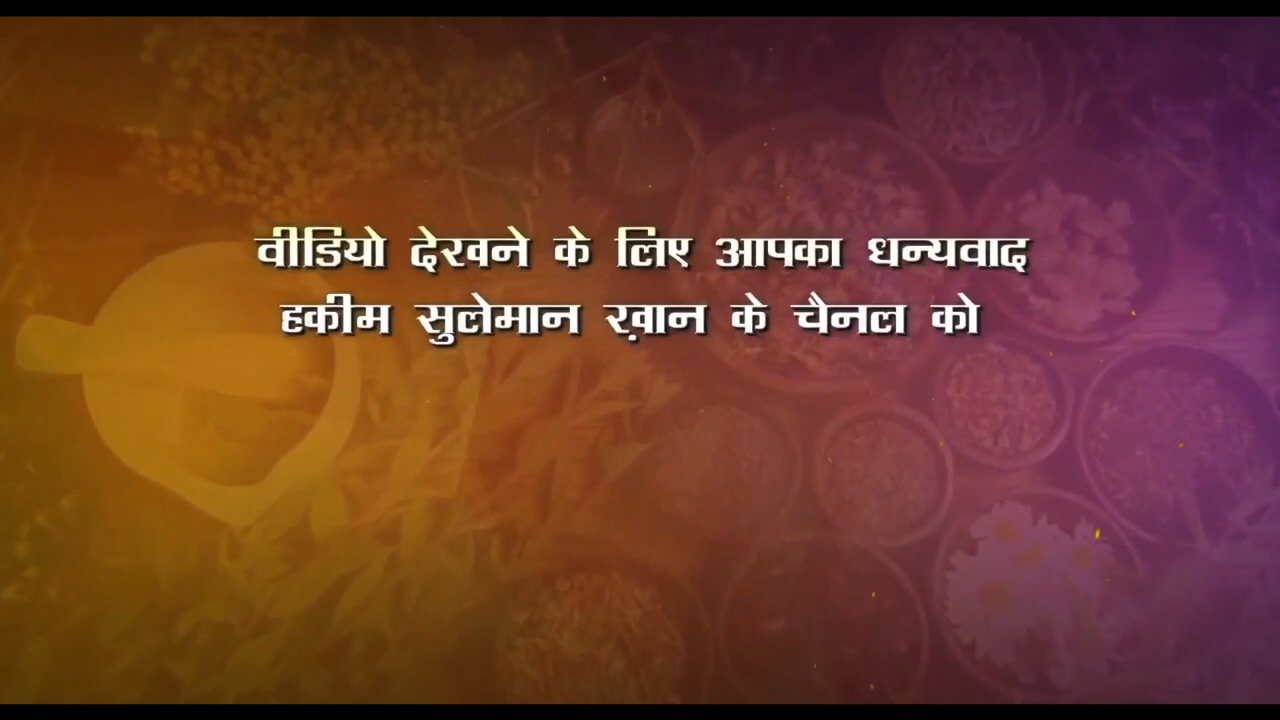 वीडियो देखने के लिए आपका धन्यवाद
हकीम सुलेमान ख़ान के चैनल को